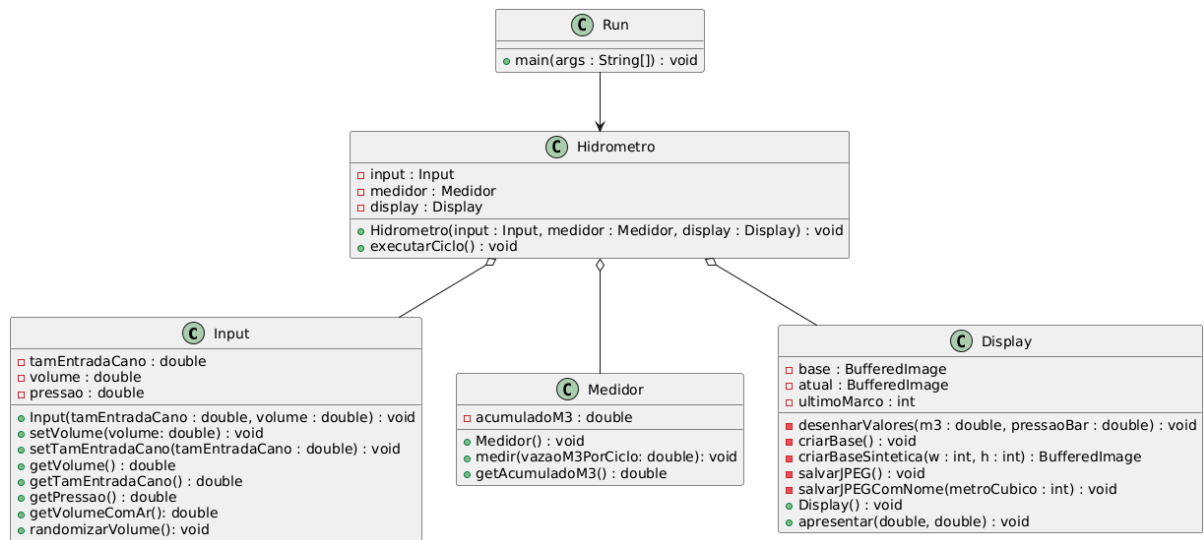 C Run
main(args : String[]) : void
C Hidrometro
input : Input
medidor : Medidor
display : Display
Hidrometro(input : Input, medidor : Medidor, display : Display) : void
executarCiclo() : void
C Input
tamEntradaCano : double
volume : double
pressao : double
Input(tamEntradaCano : double, volume : double) : void
setVolume(volume: double) : void
setTamEntradaCano(tamEntradaCano : double) : void
getVolume() : double
getTamEntradaCano() : double
getPressao() : double
getVolumeComAr(): double
randomizarVolume(): void
C Medidor
acumuladoM3 : double
Medidor() : void
medir(vazaoM3PorCiclo: double): void
getAcumuladoM3() : double
C Display
base : BufferedImage
atual : BufferedImage
ultimoMarco : int
desenharValores(m3 : double, pressaoBar : double) : void
criarBase() : void
criarBaseSintetica(w : int, h : int) : BufferedImage
salvarJPEG() : void
salvarJPEGComNome(metroCubico : int) : void
Display() : void
apresentar(double, double) : void